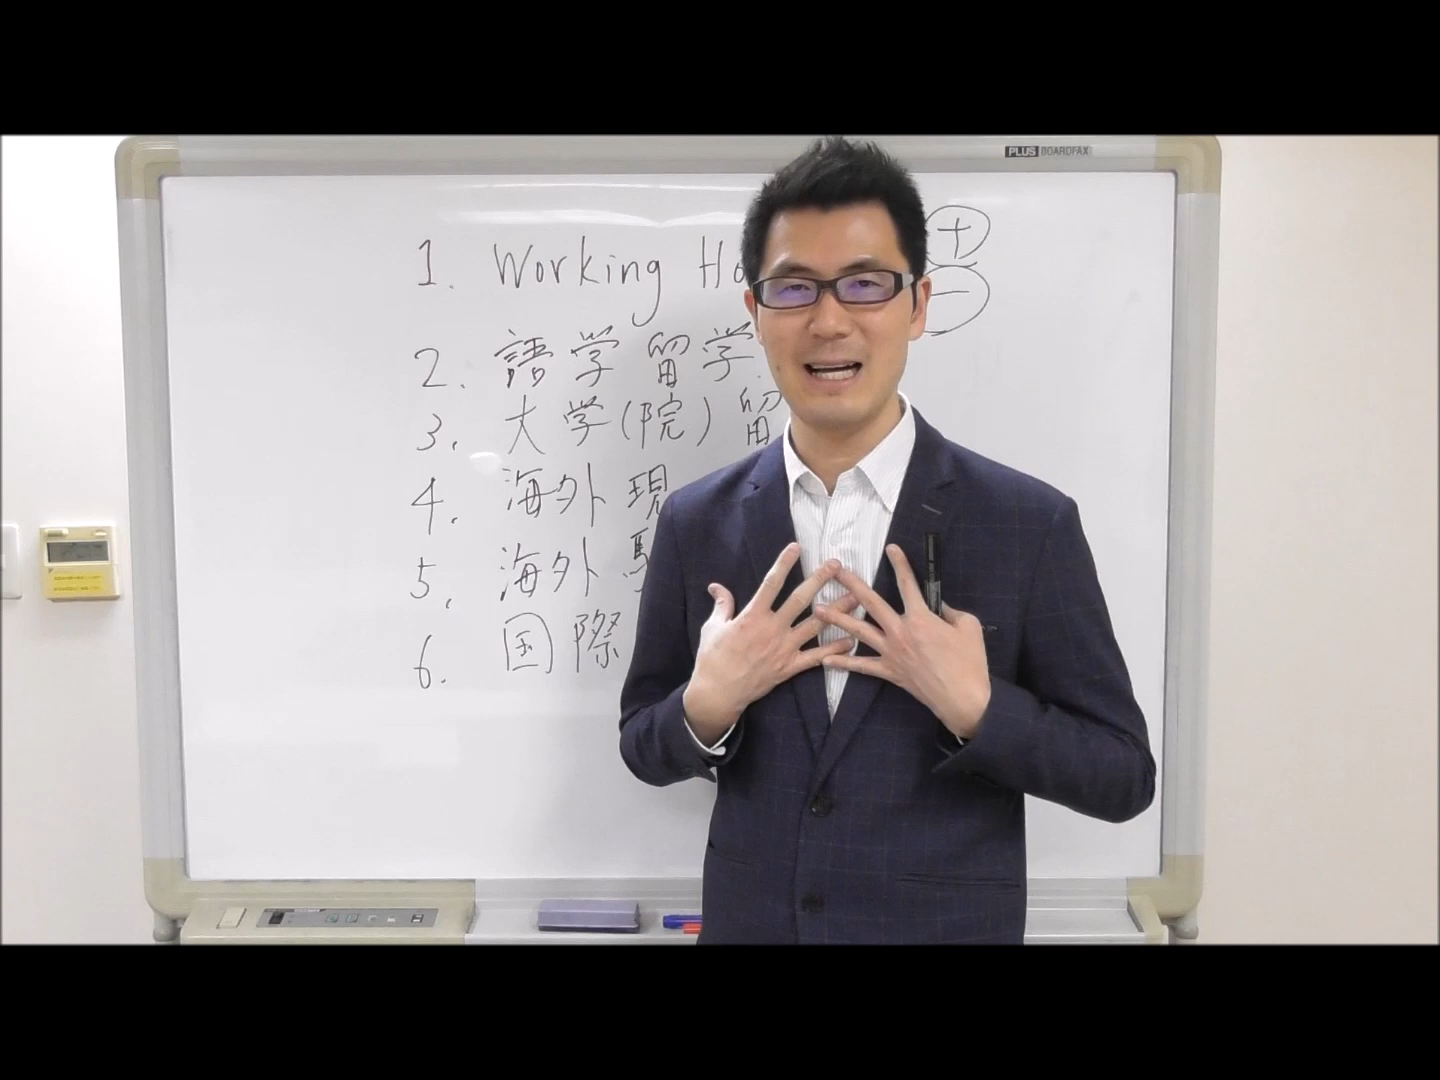 PLUS BOARDFAX
1. Working
+
−
2. 語学留学
3. 大学(院)留
4. 海外現
5. 海外
6. 国際